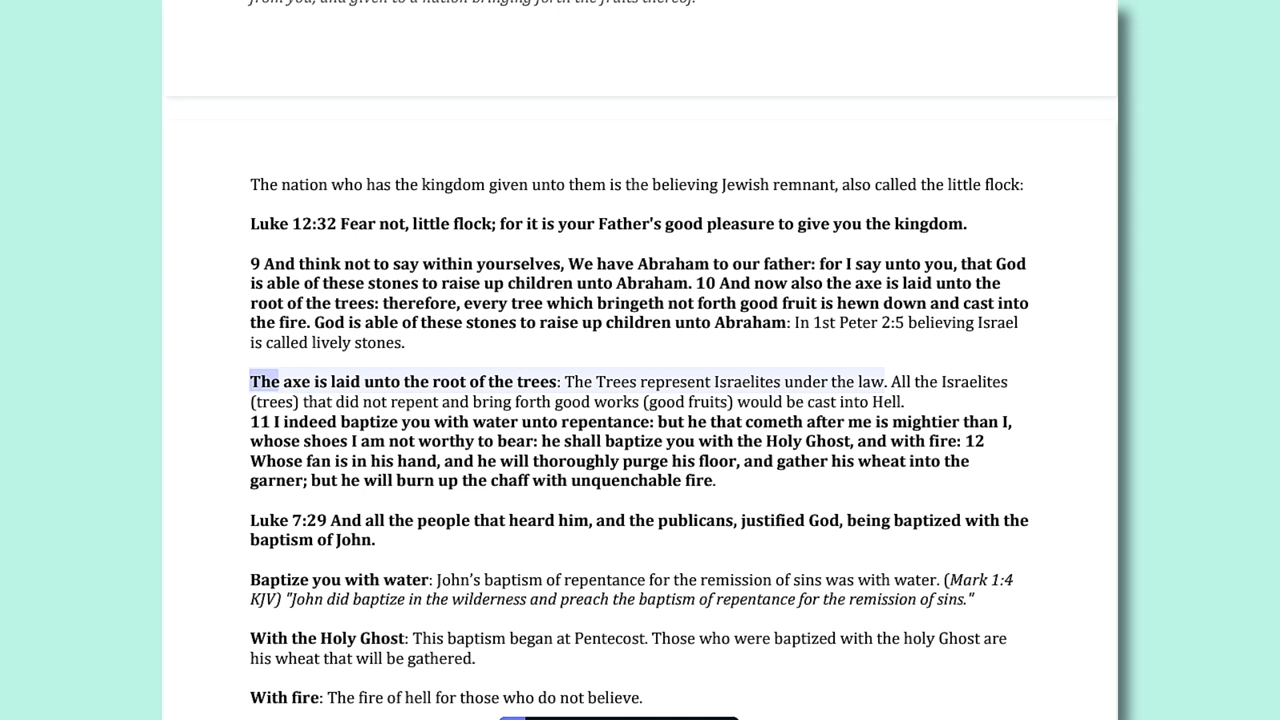 from you, and given to a nation bringing forth the fruits thereof.
The nation who has the kingdom given unto them is the believing Jewish remnant, also called the little flock:
Luke 12:32 Fear not, little flock; for it is your Father's good pleasure to give you the kingdom.
9 And think not to say within yourselves, We have Abraham to our father: for I say unto you, that God
is able of these stones to raise up children unto Abraham. 10 And now also the axe is laid unto the
root of the trees: therefore, every tree which bringeth not forth good fruit is hewn down and cast into
the fire. God is able of these stones to raise up children unto Abraham: In 1st Peter 2:5 believing Israel
is called lively stones.
The axe is laid unto the root of the trees: The Trees represent Israelites under the law. All the Israelites
(trees) that did not repent and bring forth good works (good fruits) would be cast into Hell.
11 I indeed baptize you with water unto repentance: but he that cometh after me is mightier than I,
whose shoes I am not worthy to bear: he shall baptize you with the Holy Ghost, and with fire: 12
Whose fan is in his hand, and he will thoroughly purge his floor, and gather his wheat into the
garner; but he will burn up the chaff with unquenchable fire.
Luke 7:29 And all the people that heard him, and the publicans, justified God, being baptized with the
baptism of John.
Baptize you with water: John’s baptism of repentance for the remission of sins was with water. (Mark 1:4
KJV) "John did baptize in the wilderness and preach the baptism of repentance for the remission of sins."
With the Holy Ghost: This baptism began at Pentecost. Those who were baptized with the holy Ghost are
his wheat that will be gathered.
With fire: The fire of hell for those who do not believe.